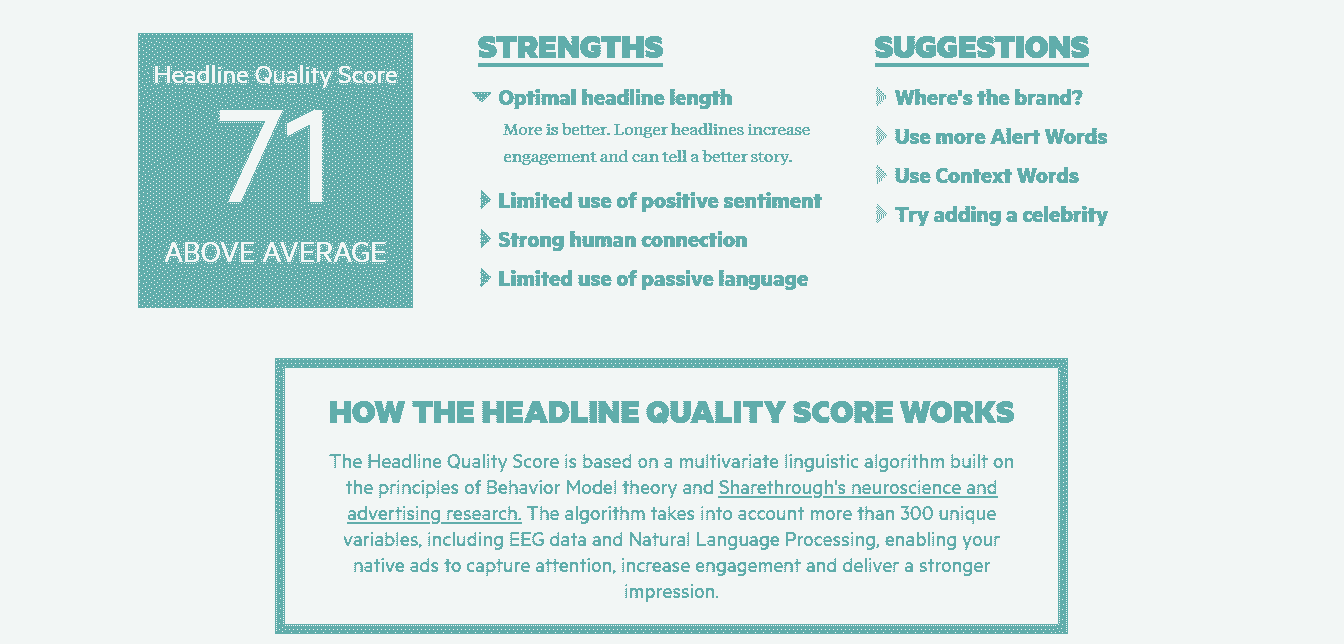 Headline Quality Score
71
ABOVE AVERAGE
STRENGTHS
Optimal headline length
More is better. Longer headlines increase
engagement and can tell a better story.
Limited use of positive sentiment
Strong human connection
Limited use of passive language
SUGGESTIONS
Where's the brand?
Use more Alert Words
Use Context Words
Try adding a celebrity
HOW THE HEADLINE QUALITY SCORE WORKS
The Headline Quality Score is based on a multivariate linguistic algorithm built on
the principles of Behavior Model theory and Sharethrough's neuroscience and
advertising research. The algorithm takes into account more than 300 unique
variables, including EEG data and Natural Language Processing, enabling your
native ads to capture attention, increase engagement and deliver a stronger
impression.